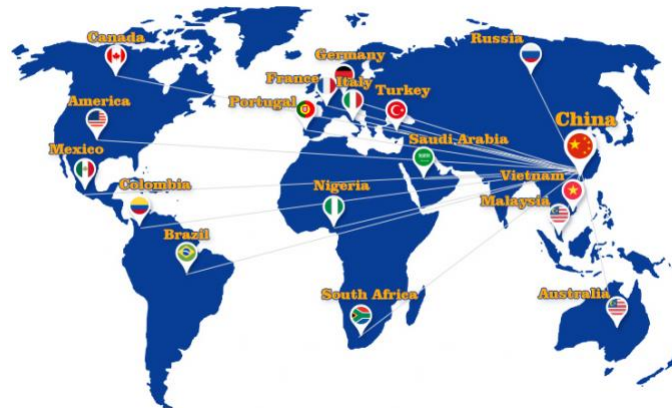 Canada
Germany
Russia
France
Italy
America
Portugal
Turkey
China
Mexico
Saudi Arabia
Colombia
Nigeria
Vietnam
Malaysia
Brazil
South Africa
Australia